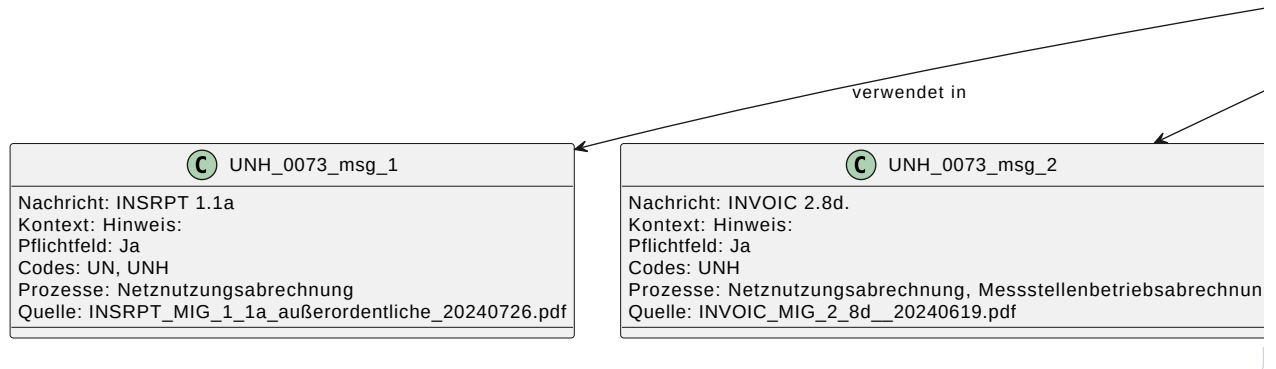 verwendet in
C UNH_0073_msg_1
Nachricht: INSRPT 1.1a
Kontext: Hinweis:
Pflichtfeld: Ja
Codes: UN, UNH
Prozesse: Netznutzungsabrechnung
Quelle: INSRPT_MIG_1_1a_außerordentliche_20240726.pdf
C UNH_0073_msg_2
Nachricht: INVOIC 2.8d.
Kontext: Hinweis:
Pflichtfeld: Ja
Codes: UNH
Prozesse: Netznutzungsabrechnung, Messstellenbetriebsabrechnun
Quelle: INVOIC_MIG_2_8d__20240619.pdf